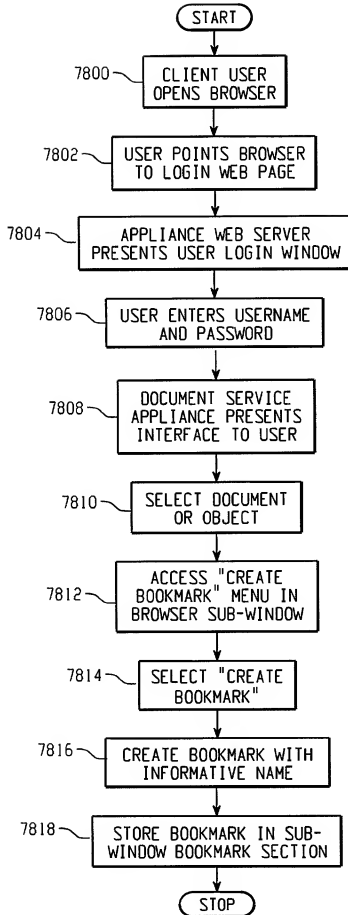 START
7800
CLIENT USER
OPENS BROWSER
7802
USER POINTS BROWSER
TO LOGIN WEB PAGE
7804
APPLIANCE WEB SERVER
PRESENTS USER LOGIN WINDOW
7806
USER ENTERS USERNAME
AND PASSWORD
7808
DOCUMENT SERVICE
APPLIANCE PRESENTS
INTERFACE TO USER
7810
SELECT DOCUMENT
OR OBJECT
7812
ACCESS "CREATE
BOOKMARK" MENU IN
BROWSER SUB-WINDOW
7814
SELECT "CREATE
BOOKMARK"
7816
CREATE BOOKMARK WITH
INFORMATIVE NAME
7818
STORE BOOKMARK IN SUB-
WINDOW BOOKMARK SECTION
STOP